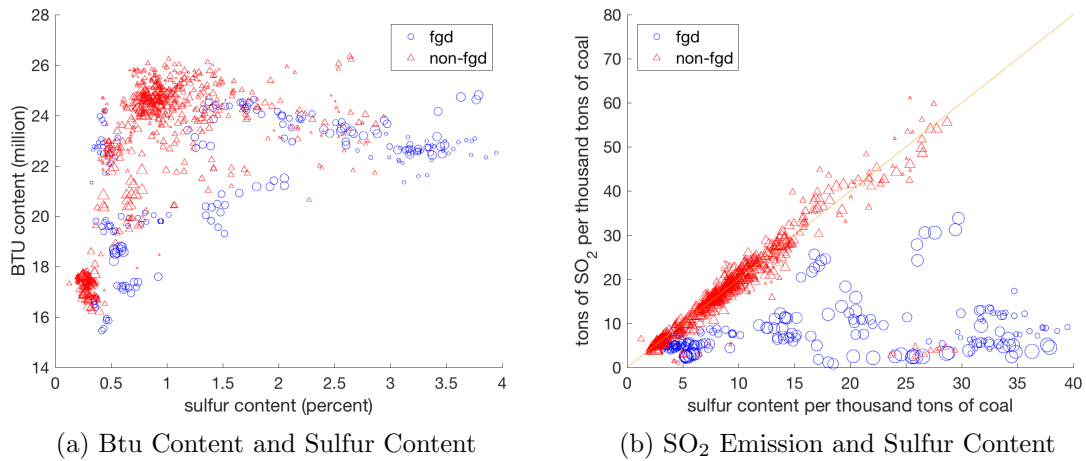 28
26
24
22
20
18
16
14
BTU content (million)
0 0.5 1 1.5 2 2.5 3 3.5 4
sulfur content (percent)
fgd
non-fgd
(a) Btu Content and Sulfur Content
80
70
60
50
40
30
20
10
0
tons of SO2 per thousand tons of coal
0 5 10 15 20 25 30 35 40
sulfur content per thousand tons of coal
fgd
non-fgd
(b) SO2 Emission and Sulfur Content